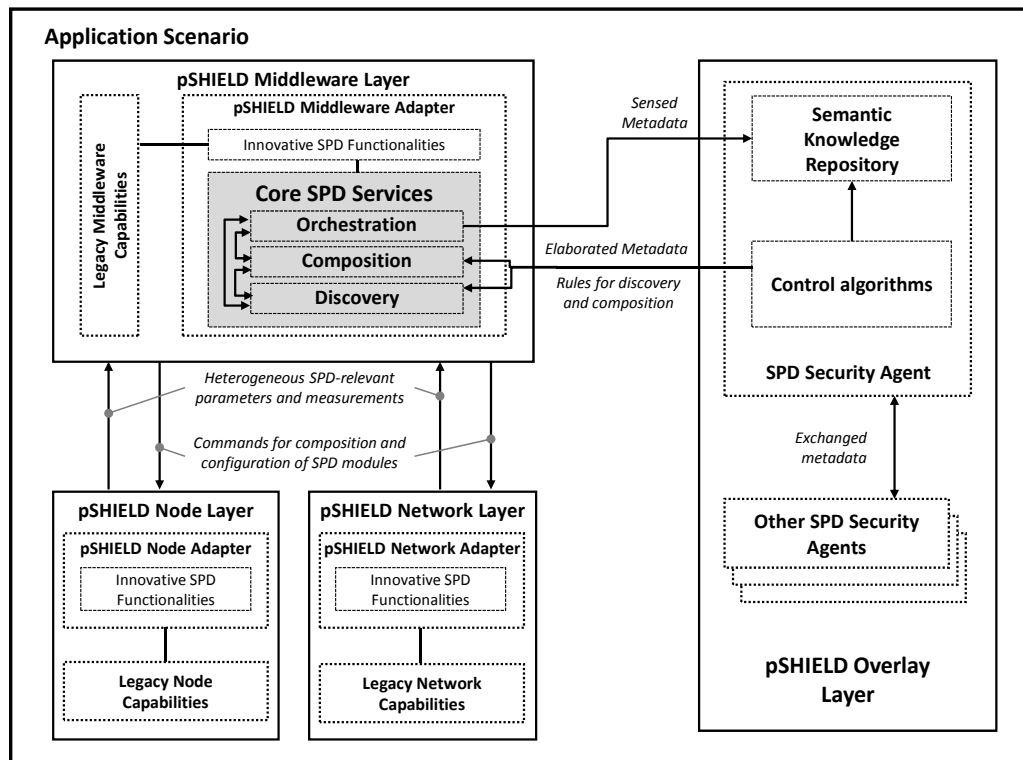 Application Scenario
pSHIELD Middleware Layer
pSHIELD Middleware Adapter
Legacy Middleware
Capabilities
Innovative SPD Functionalities
Core SPD Services
Orchestration
Composition
Discovery
Sensed
Metadata
Elaborated Metadata
Rules for discovery
and composition
Semantic
Knowledge
Repository
Control algorithms
SPD Security Agent
Exchanged
metadata
Other SPD Security
Agents
pSHIELD Overlay
Layer
Heterogeneous SPD-relevant
parameters and measurements
Commands for composition and
configuration of SPD modules
pSHIELD Node Layer
pSHIELD Node Adapter
Innovative SPD
Functionalities
Legacy Node
Capabilities
pSHIELD Network Layer
pSHIELD Network Adapter
Innovative SPD
Functionalities
Legacy Network
Capabilities